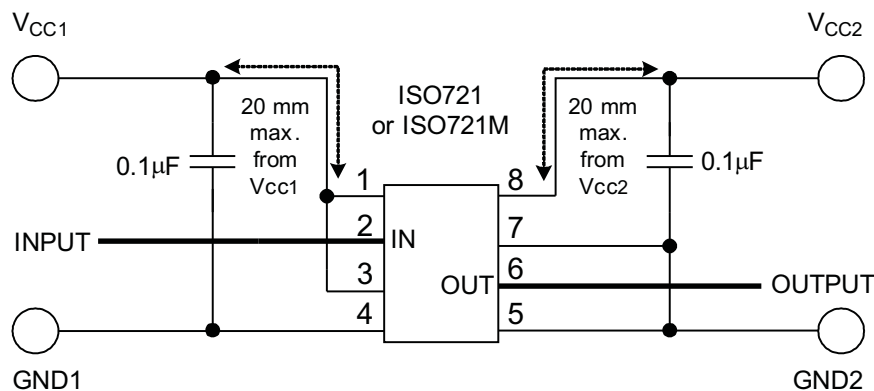 VCC1
VCC2
ISO721
or ISO721M
20 mm
max.
from
Vcc1
20 mm
max.
from
Vcc2
0.1μF
0.1μF
1
8
2
IN
7
INPUT
3
6
OUT
OUTPUT
4
5
GND1
GND2